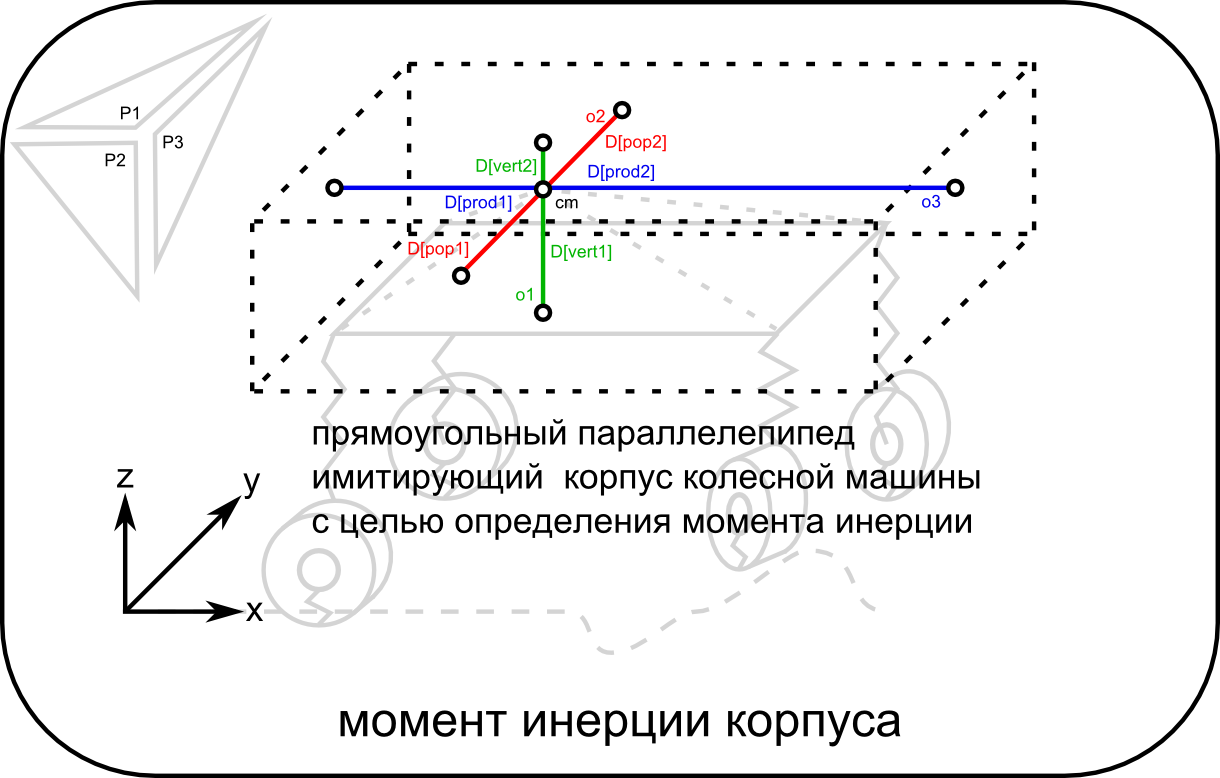 P1
P2
P3
o2
D[pop2]
D[vert2]
D[prod2]
D[prod1]
cm
o3
D[pop1]
D[vert1]
o1
прямоугольный параллелепипед
имитирующий корпус колесной машины
с целью определения момента инерции
z
y
x
момент инерции корпуса